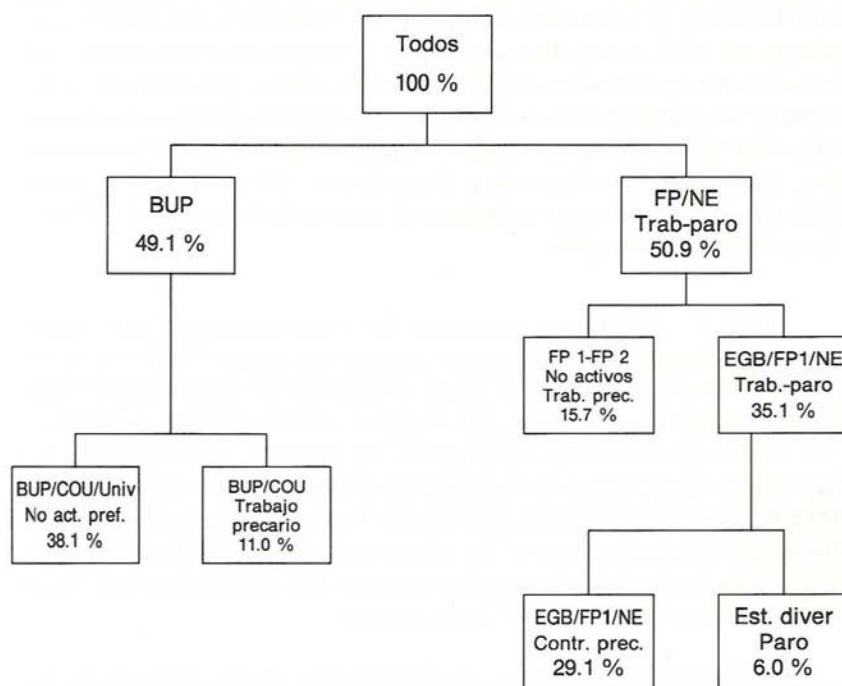 Todos
100 %
BUP
49.1 %
FP/NE
Trab-paro
50.9 %
FP 1-FP 2
No activos
Trab. prec.
15.7 %
EGB/FP1/NE
Trab.-paro
35.1 %
BUP/COU/Univ
No act. pref.
38.1 %
BUP/COU
Trabajo
precario
11.0 %
EGB/FP1/NE
Contr. prec.
29.1 %
Est. diver
Paro
6.0 %